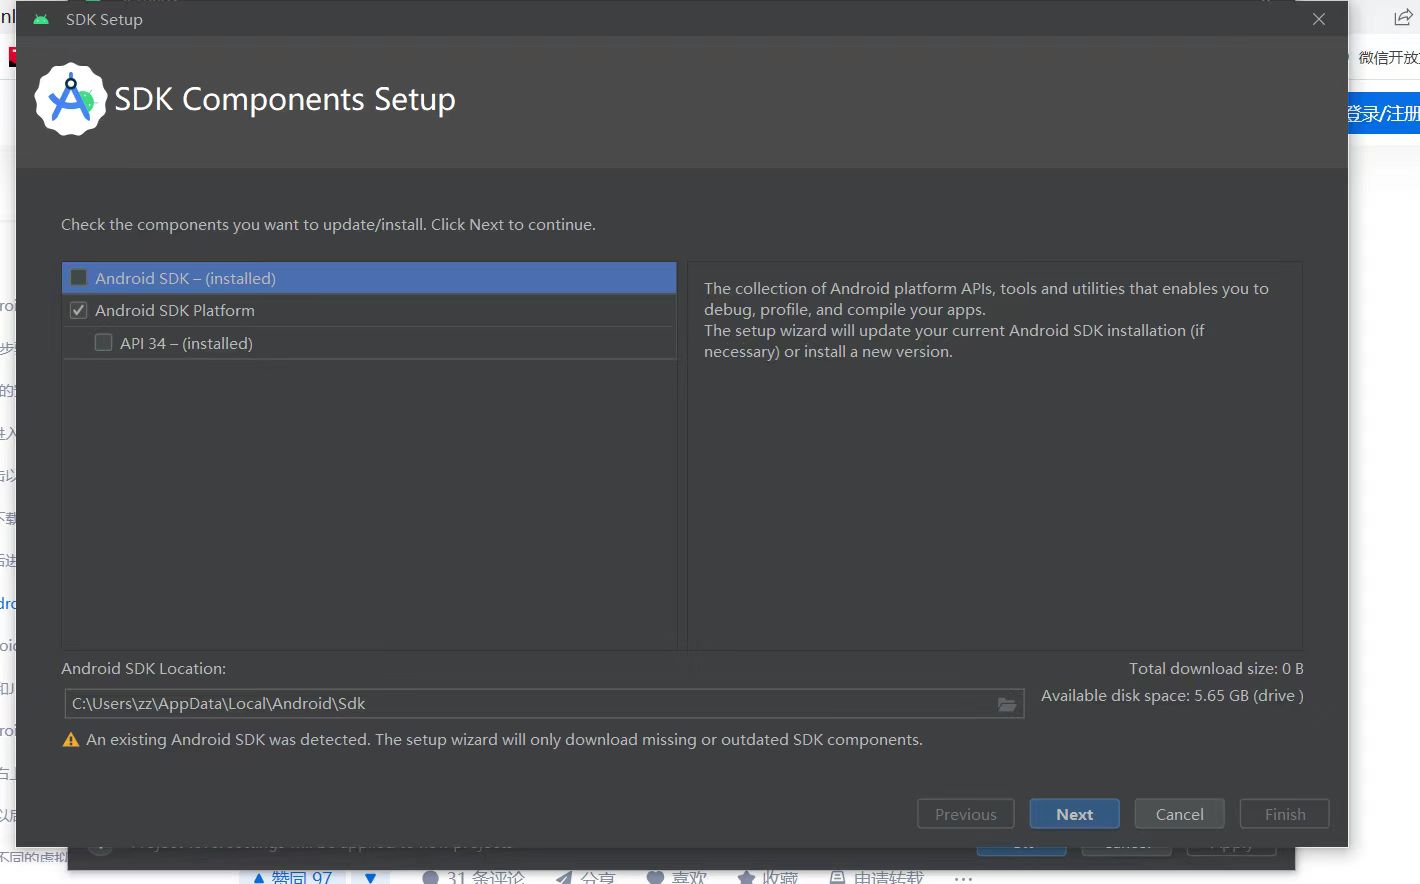 SDK Setup
微信开放
登录/注册
SDK Components Setup
Check the components you want to update/install. Click Next to continue.
Android SDK – (installed)
Android SDK Platform
API 34 – (installed)
The collection of Android platform APIs, tools and utilities that enables you to
debug, profile, and compile your apps.
The setup wizard will update your current Android SDK installation (if
necessary) or install a new version.
Android SDK Location:
Total download size: 0 B
C:\Users\zz\AppData\Local\Android\Sdk
Available disk space: 5.65 GB (drive )
An existing Android SDK was detected. The setup wizard will only download missing or outdated SDK components.
Previous
Next
Cancel
Finish
不同的虚拟
赞同 97
31 条评论
分享
喜欢
收藏
申请转载